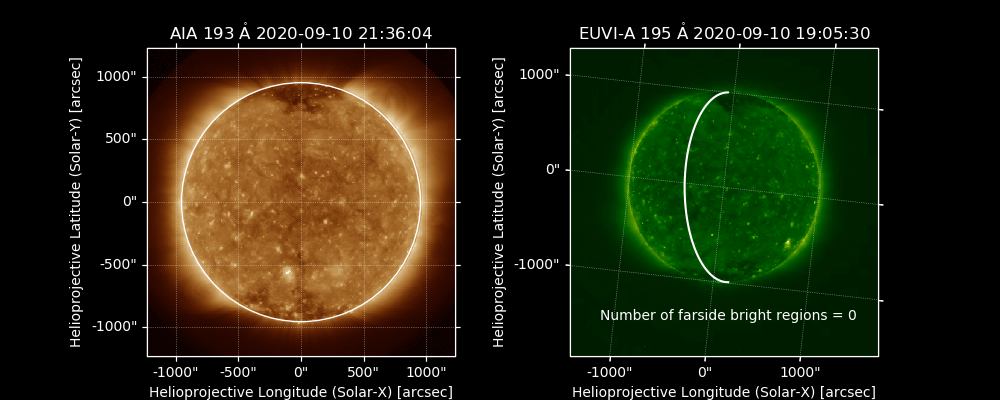 AIA 193 Å 2020-09-10 21:36:04
1000"
500"
0"
-500"
-1000"
-1000" -500" 0" 500" 1000"
Helioprojective Longitude (Solar-X) [arcsec]
Helioprojective Latitude (Solar-Y) [arcsec]
EUVI-A 195 Å 2020-09-10 19:05:30
1000"
0"
-1000"
Number of farside bright regions = 0
-1000" 0" 1000"
Helioprojective Longitude (Solar-X) [arcsec]
Helioprojective Latitude (Solar-Y) [arcsec]